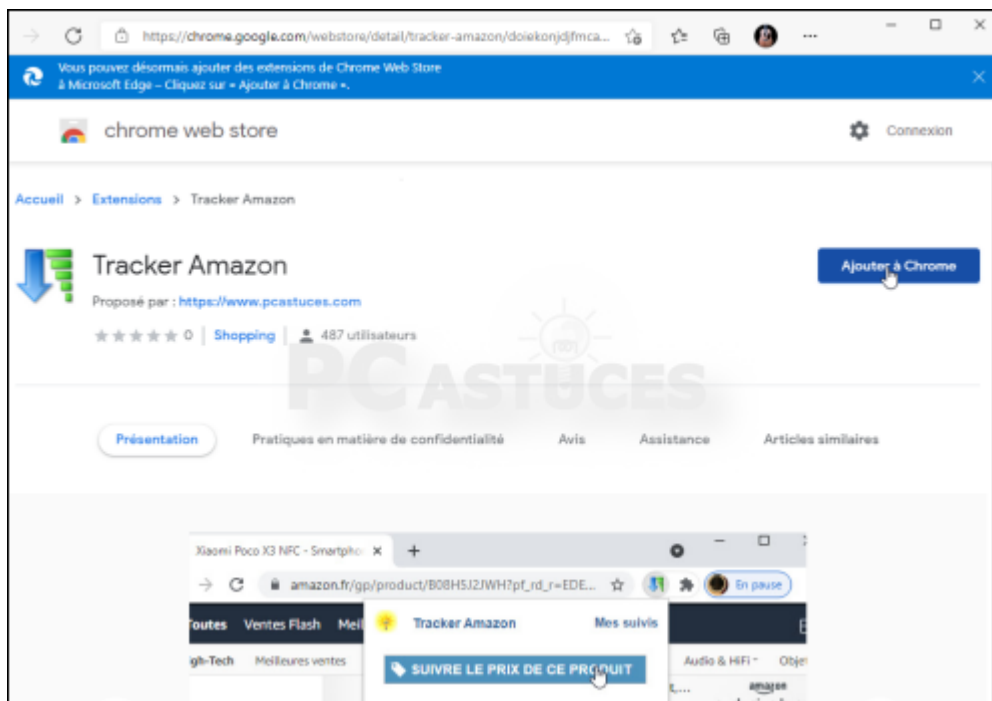 https://chrome.google.com/webstore/detail/tracker-amazon/doiekonjdjfmca...
Vous pouvez désormais ajouter des extensions de Chrome Web Store
à Microsoft Edge – Cliquez sur « Ajouter à Chrome ».
chrome web store
Connexion
Accueil > Extensions > Tracker Amazon
Tracker Amazon
Ajouter à Chrome
Proposé par : https://www.pcastuces.com
0 | Shopping | 487 utilisateurs
PC ASTUCES
Présentation
Pratiques en matière de confidentialité
Avis
Assistance
Articles similaires
Xiaomi Poco X3 NFC - Smartpho
amazon.fr/gp/product/B08H5J2JWH?pf_rd_r=EDE...
En pause
outes Ventes Flash Meil
Tracker Amazon
Mes suivis
gh-Tech Meilleures ventes
SUIVRE LE PRIX DE CE PRODUIT
Audio & HiFi
Obje
amazon